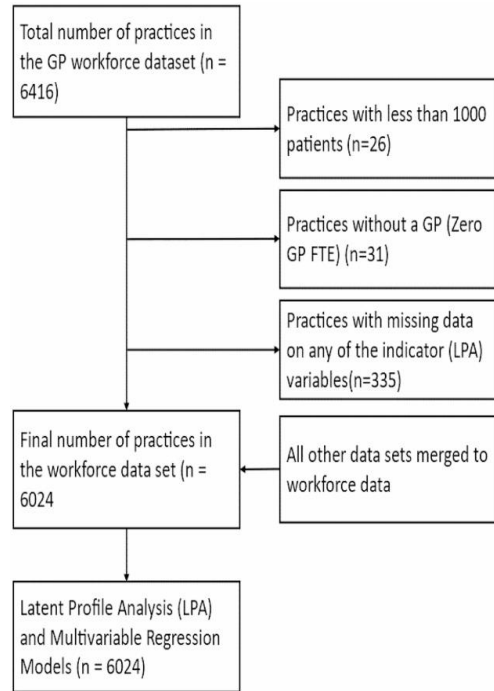 Total number of practices in
the GP workforce dataset (n =
6416)
Practices with less than 1000
patients (n=26)
Practices without a GP (Zero
GP FTE) (n=31)
Practices with missing data
on any of the indicator (LPA)
variables(n=335)
Final number of practices in
the workforce data set (n =
6024
All other data sets merged to
workforce data
Latent Profile Analysis (LPA)
and Multivariable Regression
Models (n = 6024)